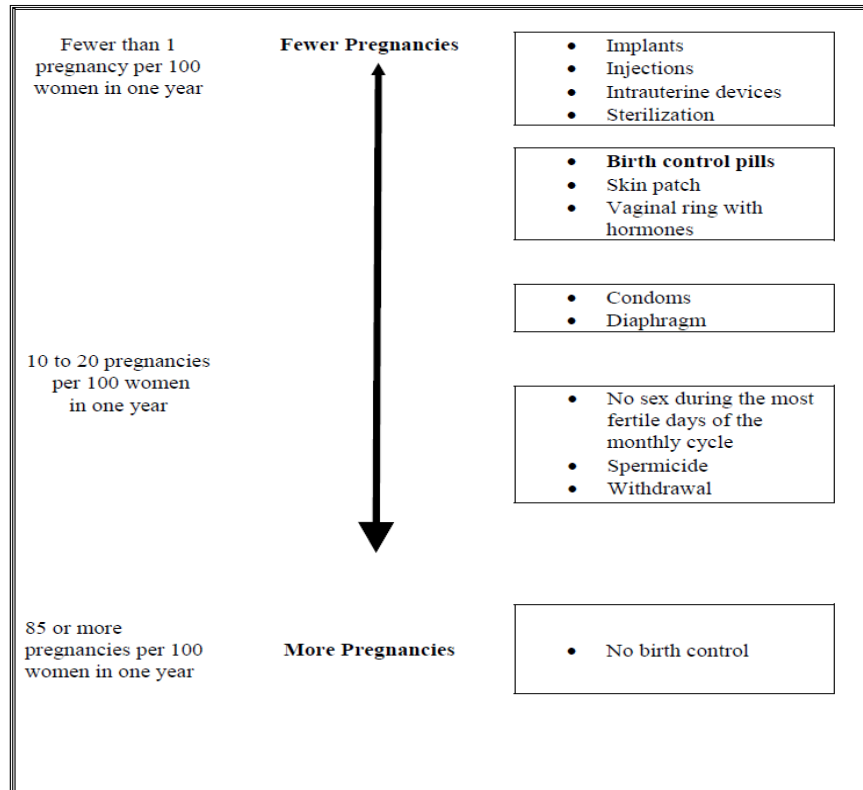 Fewer than 1
pregnancy per 100
women in one year
Fewer Pregnancies
• Implants
• Injections
• Intrauterine devices
• Sterilization
• Birth control pills
• Skin patch
• Vaginal ring with
hormones
• Condoms
• Diaphragm
10 to 20 pregnancies
per 100 women
in one year
• No sex during the most
fertile days of the
monthly cycle
• Spermicide
• Withdrawal
85 or more
pregnancies per 100
women in one year
More Pregnancies
• No birth control